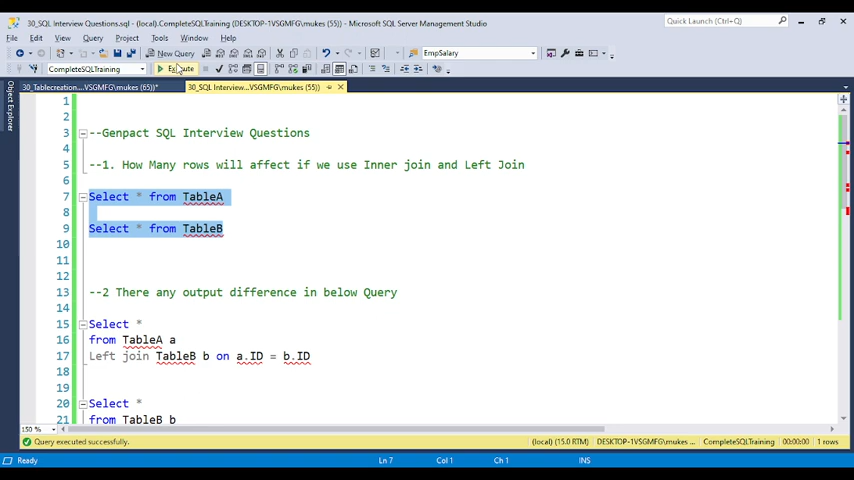 30_SQL Interview Questions.sql - (local).CompleteSQLTraining (DESKTOP-1VSGMFG\mukes (55)) - Microsoft SQL Server Management Studio
Quick Launch (Ctrl+Q)
File Edit View Query Project Tools Window Help
New Query
EmpSalary
CompleteSQLTraining
Execute
30_Tablecreation....VSGMFG\mukes (65))*
30_SQL Interview...VSGMFG\mukes (55))
Object Explorer
1
2
3 --Genpact SQL Interview Questions
4
5 --1. How Many rows will affect if we use Inner join and Left Join
6
7 Select * from TableA
8
9 Select * from TableB
10
11
12
13 --2 There any output difference in below Query
14
15 Select *
16 from TableA a
17 Left join TableB b on a.ID = b.ID
18
19
20 Select *
21 from TableB b
150 %
Query executed successfully.
(local) (15.0 RTM)
DESKTOP-1VSGMFG\mukes ...
CompleteSQLTraining
00:00:00
1 rows
Ready
Ln 7
Col 1
Ch 1
INS